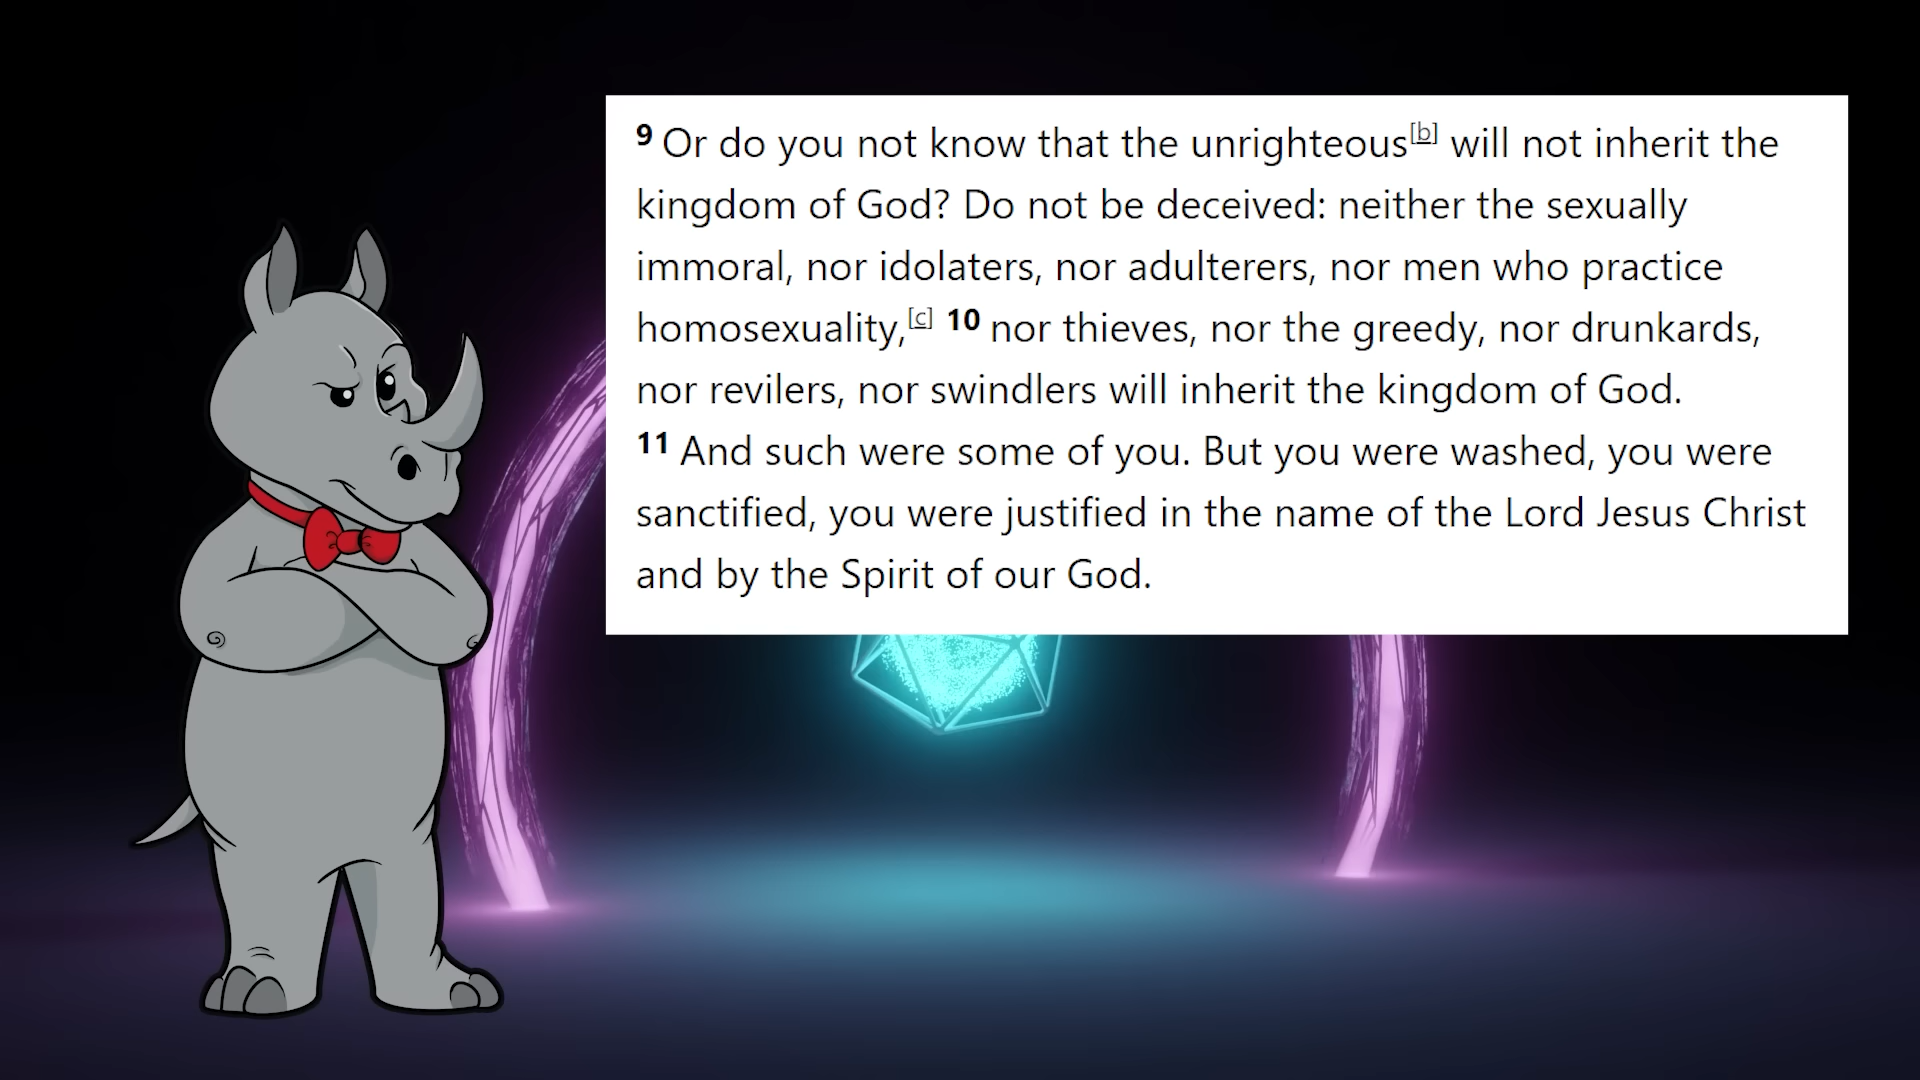 9 Or do you not know that the unrighteous[b] will not inherit the
kingdom of God? Do not be deceived: neither the sexually
immoral, nor idolaters, nor adulterers, nor men who practice
homosexuality,[c] 10 nor thieves, nor the greedy, nor drunkards,
nor revilers, nor swindlers will inherit the kingdom of God.
11 And such were some of you. But you were washed, you were
sanctified, you were justified in the name of the Lord Jesus Christ
and by the Spirit of our God.